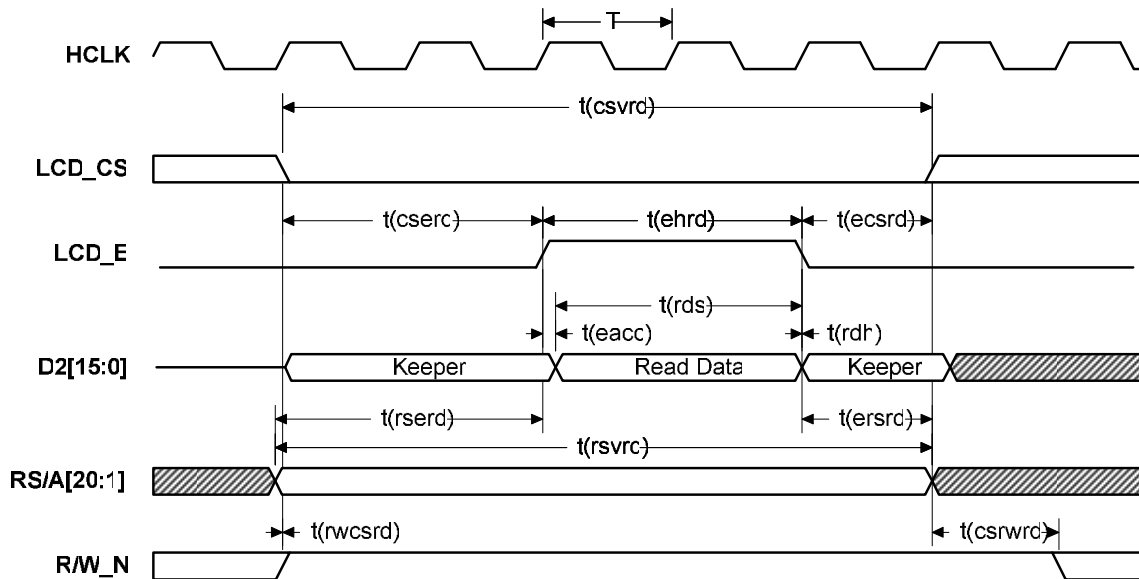 T
HCLK
t(csvrd)
LCD_CS
t(cserc) t(ehrd) t(ecsrd)
LCD_E
t(rds)
t(eacc) t(rdh)
D2[15:0] Keeper Read Data Keeper
t(rserd) t(ersrd)
t(rsvrc)
RS/A[20:1]
t(rwcsrd) t(csrwrd)
R/W_N